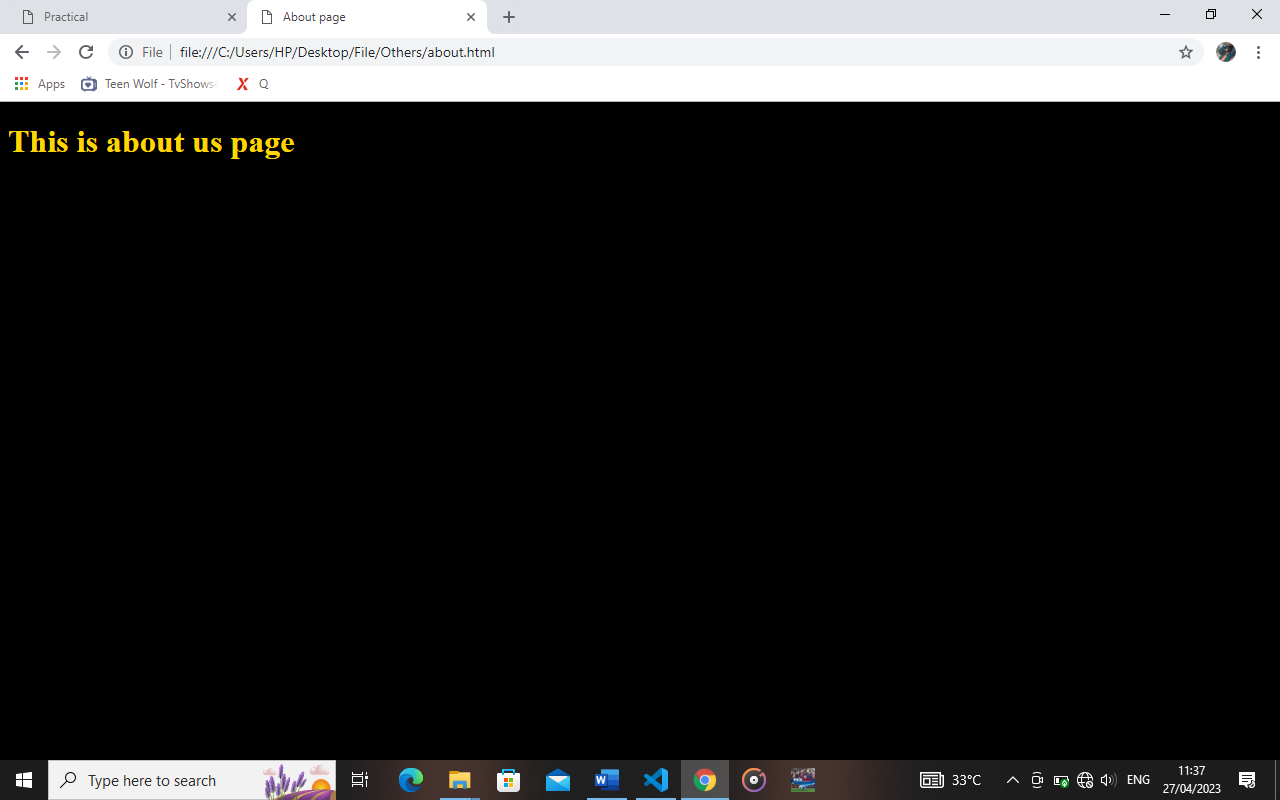 Practical
About page
File
file:///C:/Users/HP/Desktop/File/Others/about.html
Apps
Teen Wolf - TvShows
Q
This is about us page
Type here to search
33°C
ENG
11:37
27/04/2023